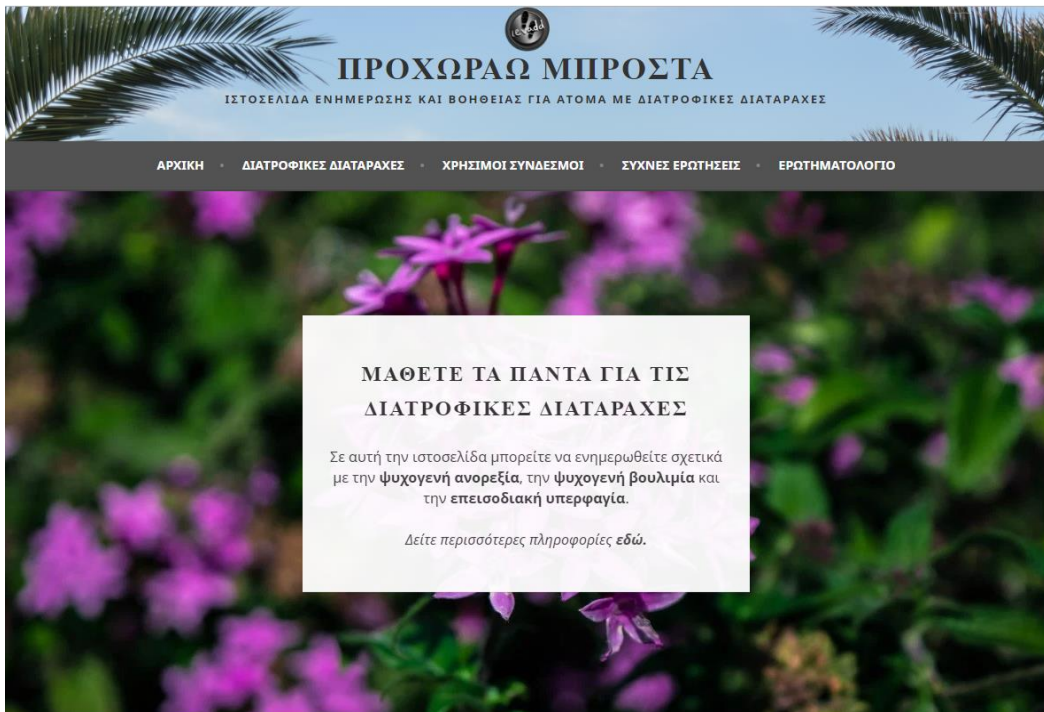 ΠΡΟΧΩΡΑΩ ΜΠΡΟΣΤΑ
ΙΣΤΟΣΕΛΙΔΑ ΕΝΗΜΕΡΩΣΗΣ ΚΑΙ ΒΟΗΘΕΙΑΣ ΓΙΑ ΑΤΟΜΑ ΜΕ ΔΙΑΤΡΟΦΙΚΕΣ ΔΙΑΤΑΡΑΧΕΣ
ΑΡΧΙΚΗ • ΔΙΑΤΡΟΦΙΚΕΣ ΔΙΑΤΑΡΑΧΕΣ • ΧΡΗΣΙΜΟΙ ΣΥΝΔΕΣΜΟΙ • ΣΥΧΝΕΣ ΕΡΩΤΗΣΕΙΣ • ΕΡΩΤΗΜΑΤΟΛΟΓΙΟ
ΜΑΘΕΤΕ ΤΑ ΠΑΝΤΑ ΓΙΑ ΤΙΣ
ΔΙΑΤΡΟΦΙΚΕΣ ΔΙΑΤΑΡΑΧΕΣ
Σε αυτή την ιστοσελίδα μπορείτε να ενημερωθείτε σχετικά
με την ψυχογενή ανορεξία, την ψυχογενή βουλιμία και
την επεισοδιακή υπερφαγία.
Δείτε περισσότερες πληροφορίες εδώ.